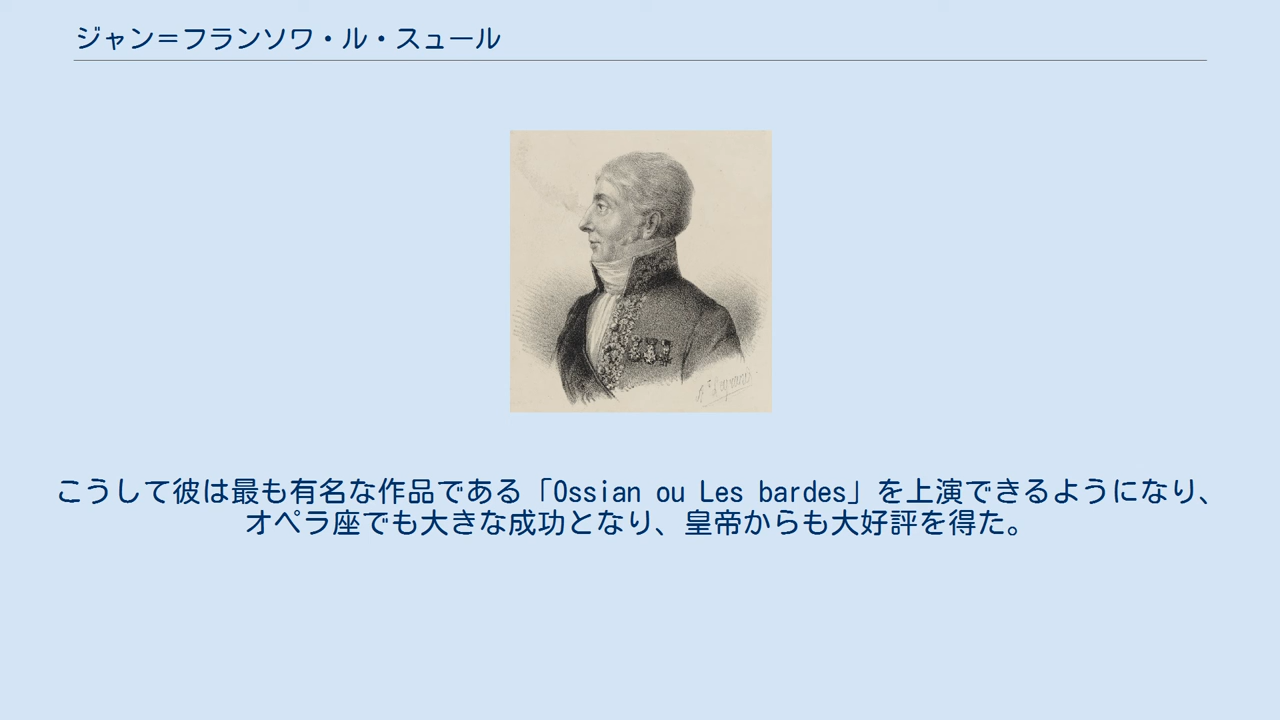 ジャン＝フランソワ・ル・スュール
こうして彼は最も有名な作品である「Ossian ou Les bardes」を上演できるようになり、
オペラ座でも大きな成功となり、皇帝からも大好評を得た。